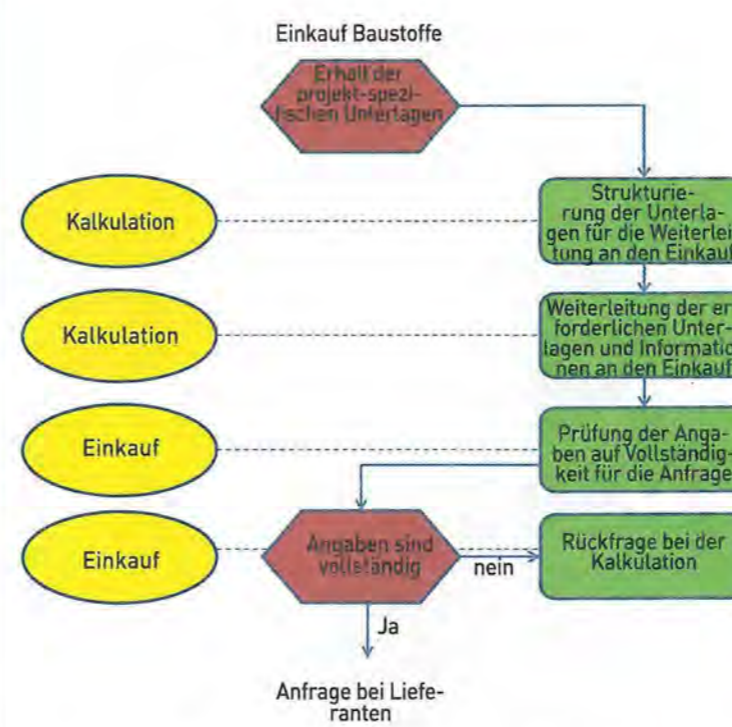 Einkauf Baustoffe
Erhalt der
projekt-spezi-
fischen Unterlagen
Kalkulation
Strukturie-
rung der Unterla-
gen für die Weiterlei-
tung an den Einkauf
Kalkulation
Weiterleitung der er-
forderlichen Unter-
lagen und Informatio
nen an den Einkauf
Einkauf
Prüfung der Anga-
ben auf Vollständig-
keit für die Anfrage
Einkauf
Angaben sind
vollständig
nein
Rückfrage bei der
Kalkulation
Ja
Anfrage bei Liefe-
ranten